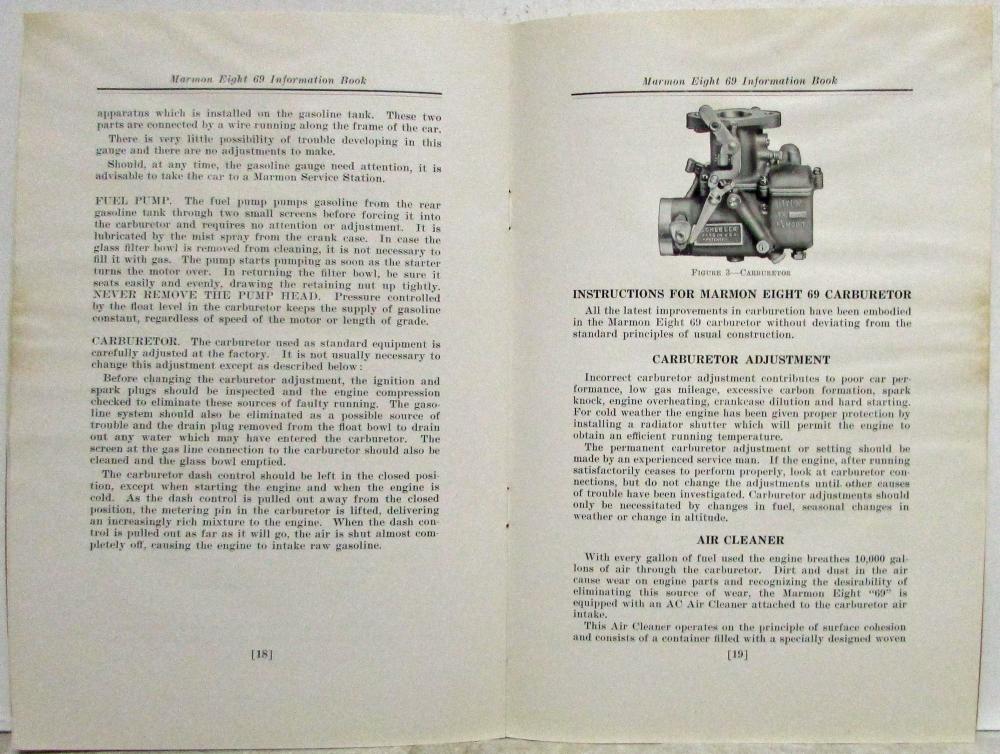 Marmon Eight 69 Information Book
apparatus which is installed on the gasoline tank. These two
parts are connected by a wire running along the frame of the car.
There is very little possibility of trouble developing in this
gauge and there are no adjustments to make.
Should, at any time, the gasoline gauge need attention, it is
advisable to take the car to a Marmon Service Station.
FUEL PUMP. The fuel pump pumps gasoline from the rear
gasoline tank through two small screens before forcing it into
the carburetor and requires no attention or adjustment. It is
lubricated by the mist spray from the crank case. In case the
glass filter bowl is removed from cleaning, it is not necessary to
fill it with gas. The pump starts pumping as soon as the starter
turns the motor over. In returning the filter bowl, be sure it
seats easily and evenly, drawing the retaining nut up tightly.
NEVER REMOVE THE PUMP HEAD. Pressure controlled
by the float level in the carburetor keeps the supply of gasoline
constant, regardless of speed of the motor or length of grade.
CARBURETOR. The carburetor used as standard equipment is
carefully adjusted at the factory. It is not usually necessary to
change this adjustment except as described below:
Before changing the carburetor adjustment, the ignition and
spark plugs should be inspected and the engine compression
checked to eliminate these sources of faulty running. The gaso-
line system should also be eliminated as a possible source of
trouble and the drain plug removed from the float bowl to drain
out any water which may have entered the carburetor. The
screen at the gas line connection to the carburetor should also be
cleaned and the glass bowl emptied.
The carburetor dash control should be left in the closed posi-
tion, except when starting the engine and when the engine is
cold. As the dash control is pulled out away from the closed
position, the metering pin in the carburetor is lifted, delivering
an increasingly rich mixture to the engine. When the dash con-
trol is pulled out as far as it will go, the air is shut almost com-
pletely off, causing the engine to intake raw gasoline.
[18]
Marmon Eight 69 Information Book
SCHEBLER
Figure 3—Carburetor
INSTRUCTIONS FOR MARMON EIGHT 69 CARBURETOR
All the latest improvements in carburetion have been embodied
in the Marmon Eight 69 carburetor without deviating from the
standard principles of usual construction.
CARBURETOR ADJUSTMENT
Incorrect carburetor adjustment contributes to poor car per-
formance, low gas mileage, excessive carbon formation, spark
knock, engine overheating, crankcase dilution and hard starting.
For cold weather the engine has been given proper protection by
installing a radiator shutter which will permit the engine to
obtain an efficient running temperature.
The permanent carburetor adjustment or setting should be
made by an experienced service man. If the engine, after running
satisfactorily ceases to perform properly, look at carburetor con-
nections, but do not change the adjustments until other causes
of trouble have been investigated. Carburetor adjustments should
only be necessitated by changes in fuel, seasonal changes in
weather or change in altitude.
AIR CLEANER
With every gallon of fuel used the engine breathes 10,000 gal-
lons of air through the carburetor. Dirt and dust in the air
cause wear on engine parts and recognizing the desirability of
eliminating this source of wear, the Marmon Eight "69" is
equipped with an AC Air Cleaner attached to the carburetor air
intake.
This Air Cleaner operates on the principle of surface cohesion
and consists of a container filled with a specially designed woven
[19]